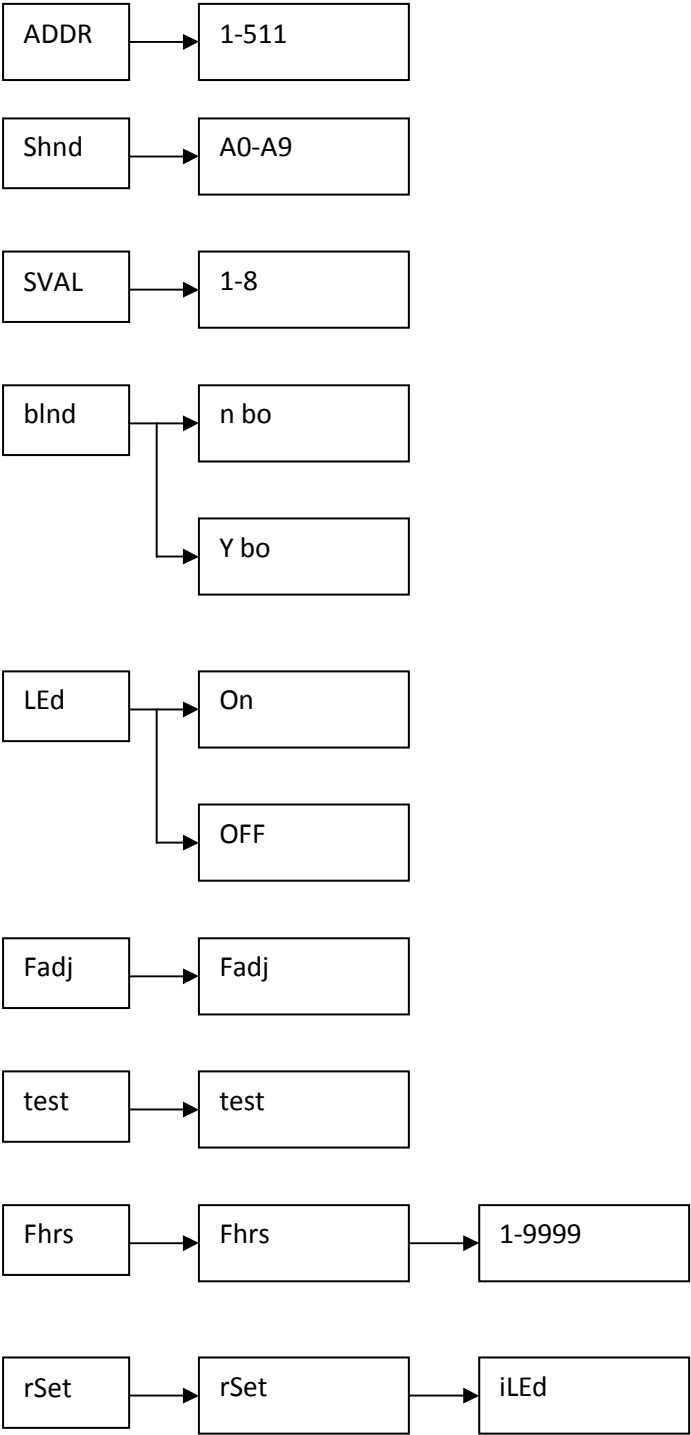 ADDR 1-511
Shnd A0-A9
SVAL 1-8
blnd n bo
Y bo
LEd On
OFF
Fadj Fadj
test test
Fhrs Fhrs 1-9999
rSet rSet iLEd